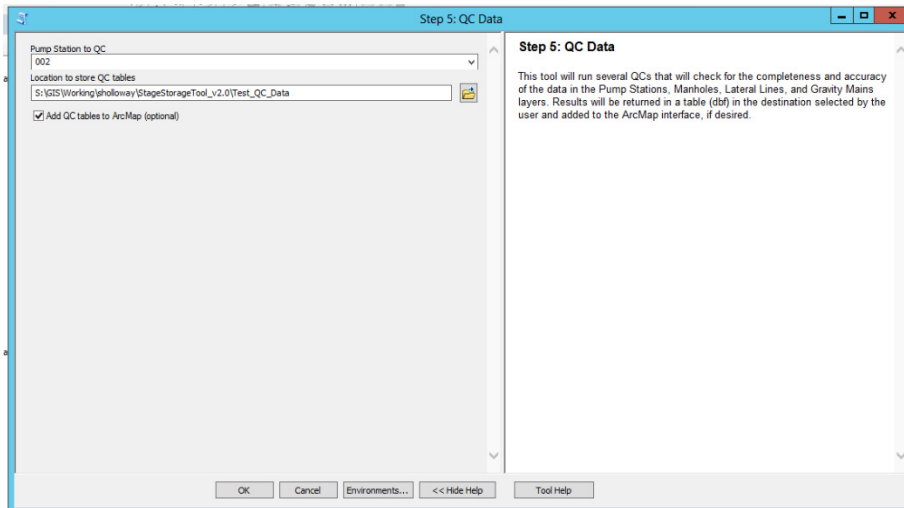 Step 5: QC Data
Pump Station to QC
002
Location to store QC tables
S:\GIS\Working\sholloway\StageStorageTool_v2.0\Test_QC_Data
Add QC tables to ArcMap (optional)
Step 5: QC Data
This tool will run several QCs that will check for the completeness and accuracy
of the data in the Pump Stations, Manholes, Lateral Lines, and Gravity Mains
layers. Results will be returned in a table (dbf) in the destination selected by the
user and added to the ArcMap interface, if desired.
OK Cancel Environments... << Hide Help Tool Help